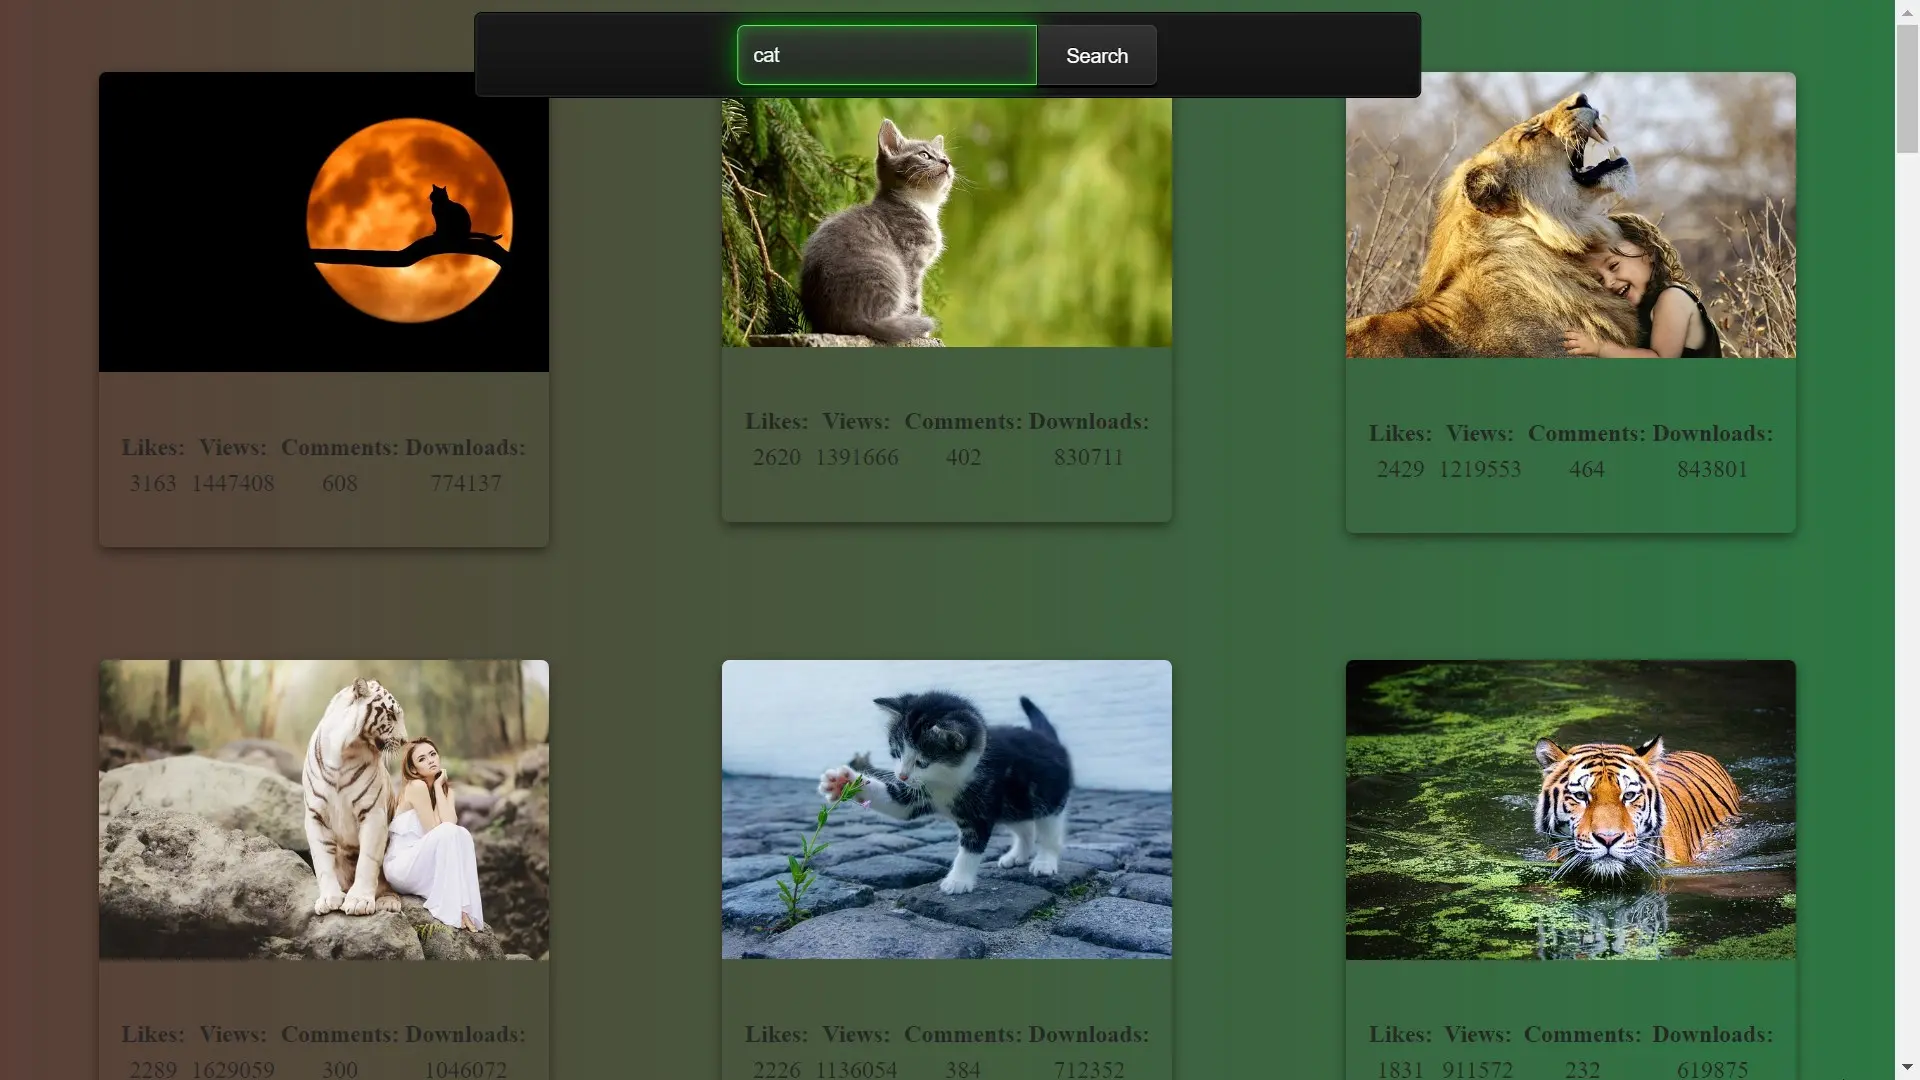 cat
Search
Likes: Views: Comments: Downloads:
3163 1447408 608 774137
Likes: Views: Comments: Downloads:
2620 1391666 402 830711
Likes: Views: Comments: Downloads:
2429 1219553 464 843801
Likes: Views: Comments: Downloads:
2289 1629059 300 1046072
Likes: Views: Comments: Downloads:
2226 1136054 384 712352
Likes: Views: Comments: Downloads:
1831 911572 232 619875